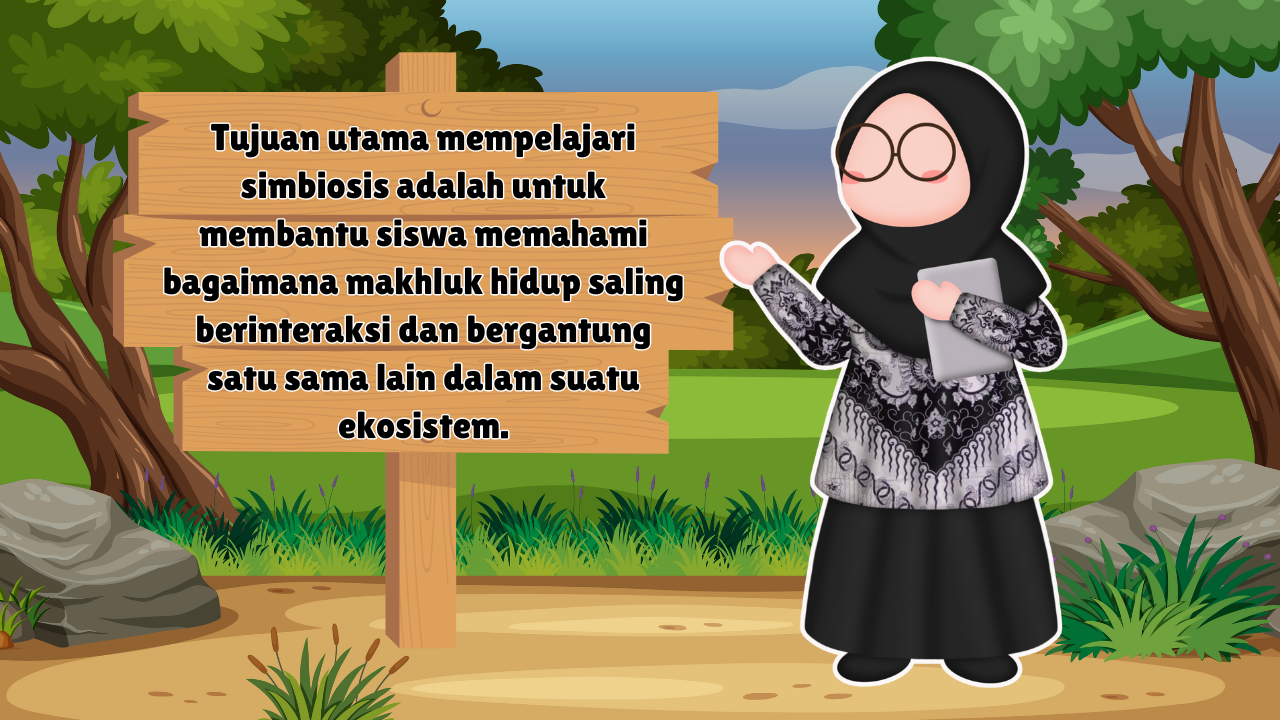 Tujuan utama mempelajari
simbiosis adalah untuk
membantu siswa memahami
bagaimana makhluk hidup saling
berinteraksi dan bergantung
satu sama lain dalam suatu
ekosistem.